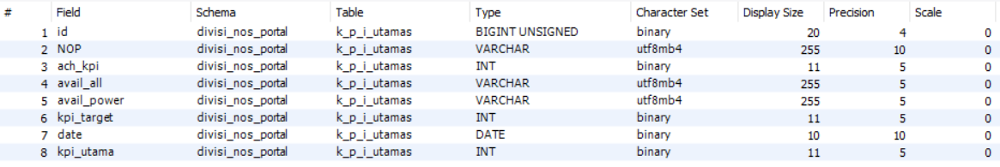 # Field Schema Table Type Character Set Display Size Precision Scale
1 id divisi_nos_portal k_p_i_utamas BIGINT UNSIGNED binary 20 4 0
2 NOP divisi_nos_portal k_p_i_utamas VARCHAR utf8mb4 255 10 0
3 ach_kpi divisi_nos_portal k_p_i_utamas INT binary 11 5 0
4 avail_all divisi_nos_portal k_p_i_utamas VARCHAR utf8mb4 255 5 0
5 avail_power divisi_nos_portal k_p_i_utamas VARCHAR utf8mb4 255 5 0
6 kpi_target divisi_nos_portal k_p_i_utamas INT binary 11 5 0
7 date divisi_nos_portal k_p_i_utamas DATE binary 10 10 0
8 kpi_utama divisi_nos_portal k_p_i_utamas INT binary 11 5 0